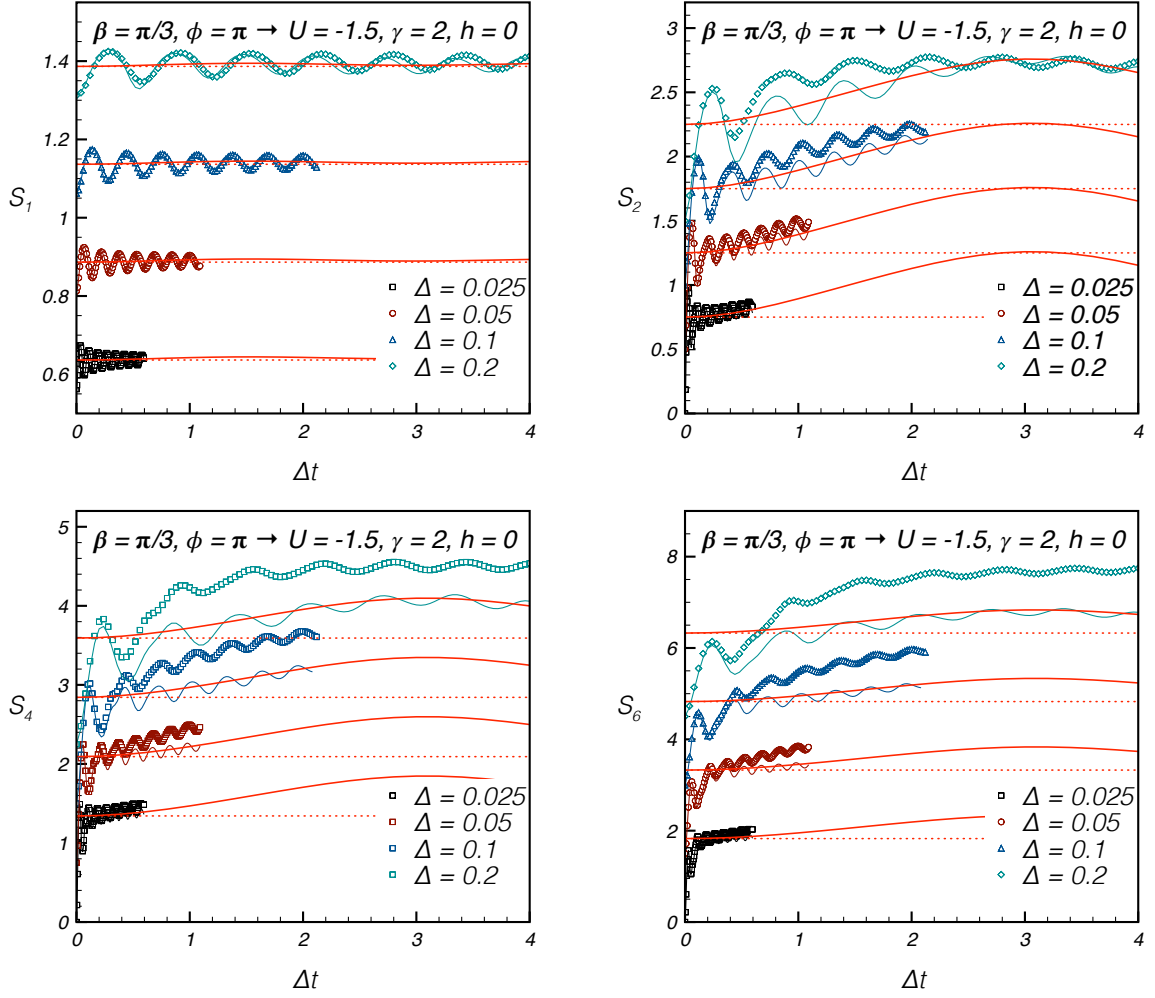 β = π/3, ϕ = π → U = -1.5, γ = 2, h = 0
1.4
1.2
1
0.8
0.6
S1
0
1
2
3
4
Δt
Δ = 0.025
Δ = 0.05
Δ = 0.1
Δ = 0.2
β = π/3, ϕ = π → U = -1.5, γ = 2, h = 0
3
2.5
2
1.5
1
0.5
0
S2
0
1
2
3
4
Δt
Δ = 0.025
Δ = 0.05
Δ = 0.1
Δ = 0.2
β = π/3, ϕ = π → U = -1.5, γ = 2, h = 0
5
4
3
2
1
0
S4
0
1
2
3
4
Δt
Δ = 0.025
Δ = 0.05
Δ = 0.1
Δ = 0.2
β = π/3, ϕ = π → U = -1.5, γ = 2, h = 0
8
6
4
2
0
S6
0
1
2
3
4
Δt
Δ = 0.025
Δ = 0.05
Δ = 0.1
Δ = 0.2